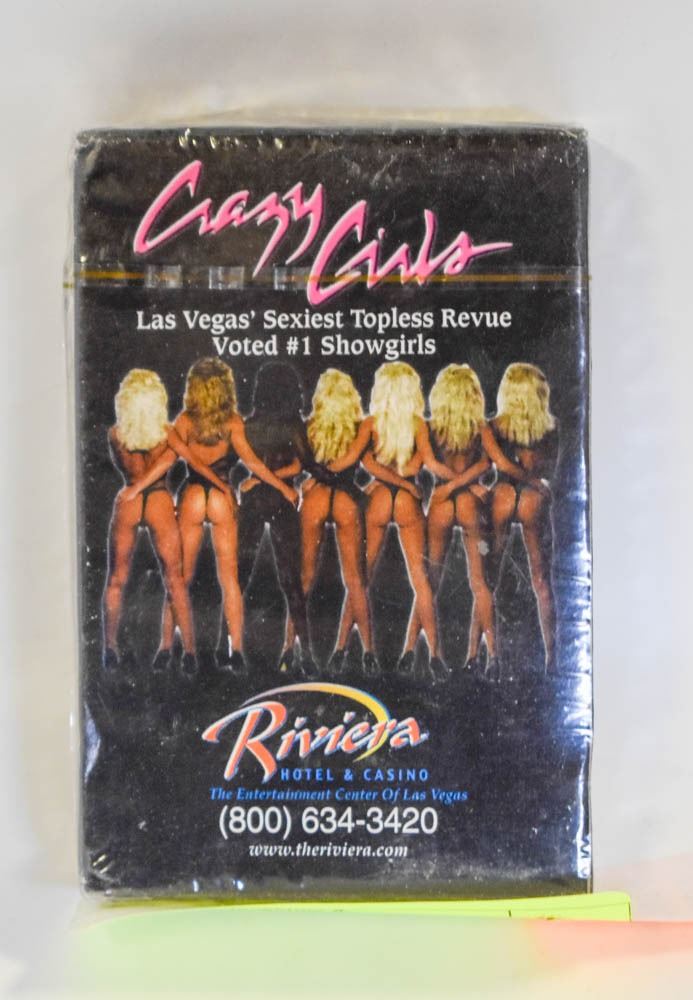 Crazy Girls
Las Vegas' Sexiest Topless Revue
Voted #1 Showgirls
Riviera
HOTEL & CASINO
The Entertainment Center Of Las Vegas
(800) 634-3420
www.theriviera.com